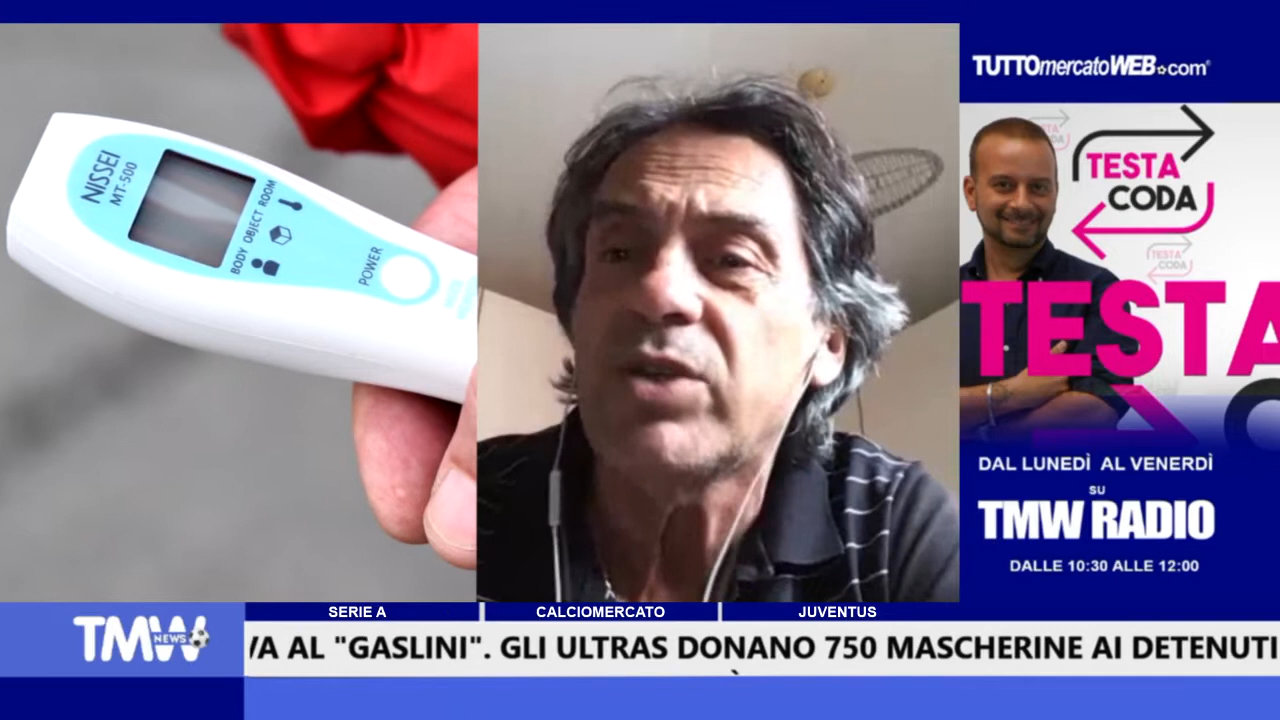 NISSEI
MT-500
BODY OBJECT ROOM
POWER
TUTTOmercatoWEB.com®
TESTA
CODA
TESTA
CODA
TESTA
DAL LUNEDÌ AL VENERDÌ
SU
TMW RADIO
DALLE 10:30 ALLE 12:00
SERIE A
CALCIOMERCATO
JUVENTUS
TMW
NEWS
VA AL "GASLINI". GLI ULTRAS DONANO 750 MASCHERINE AI DETENUTI